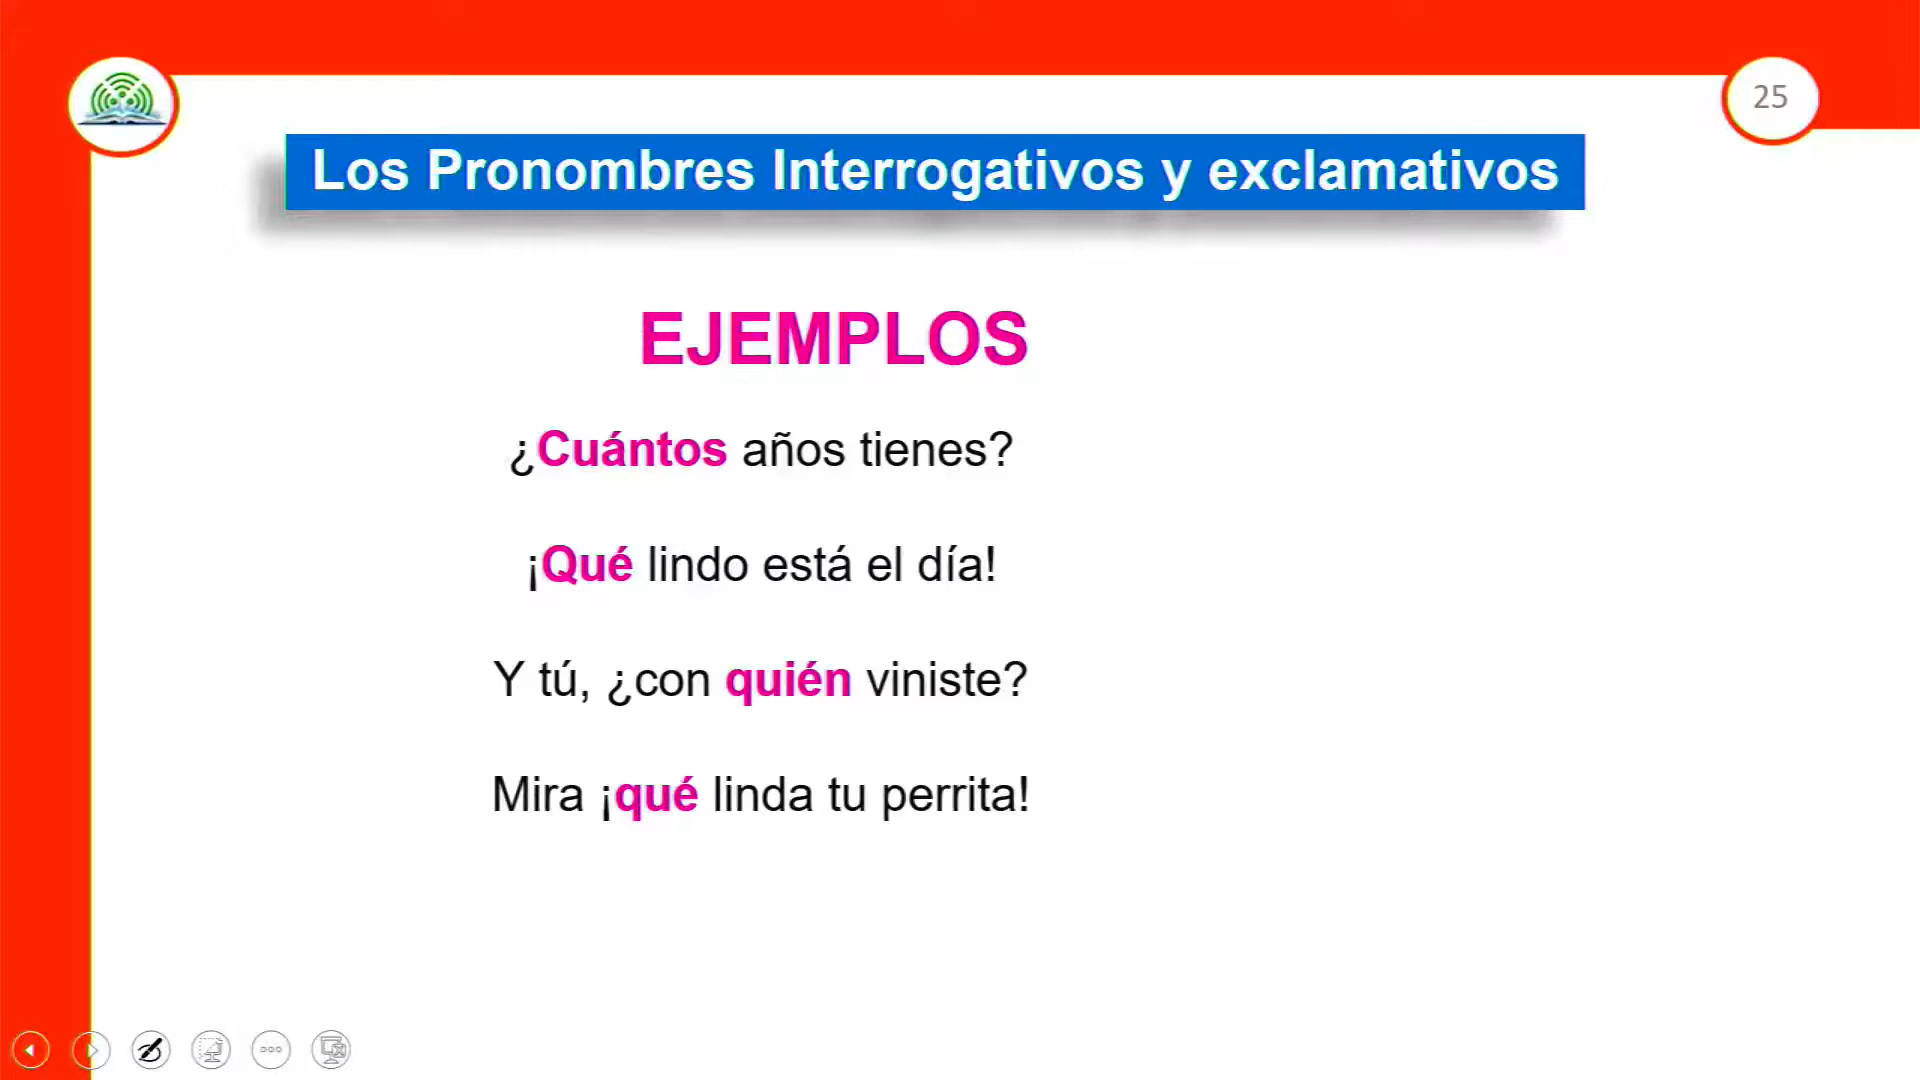 25
Los Pronombres Interrogativos y exclamativos
EJEMPLOS
¿Cuántos años tienes?
¡Qué lindo está el día!
Y tú, ¿con quién viniste?
Mira ¡qué linda tu perrita!